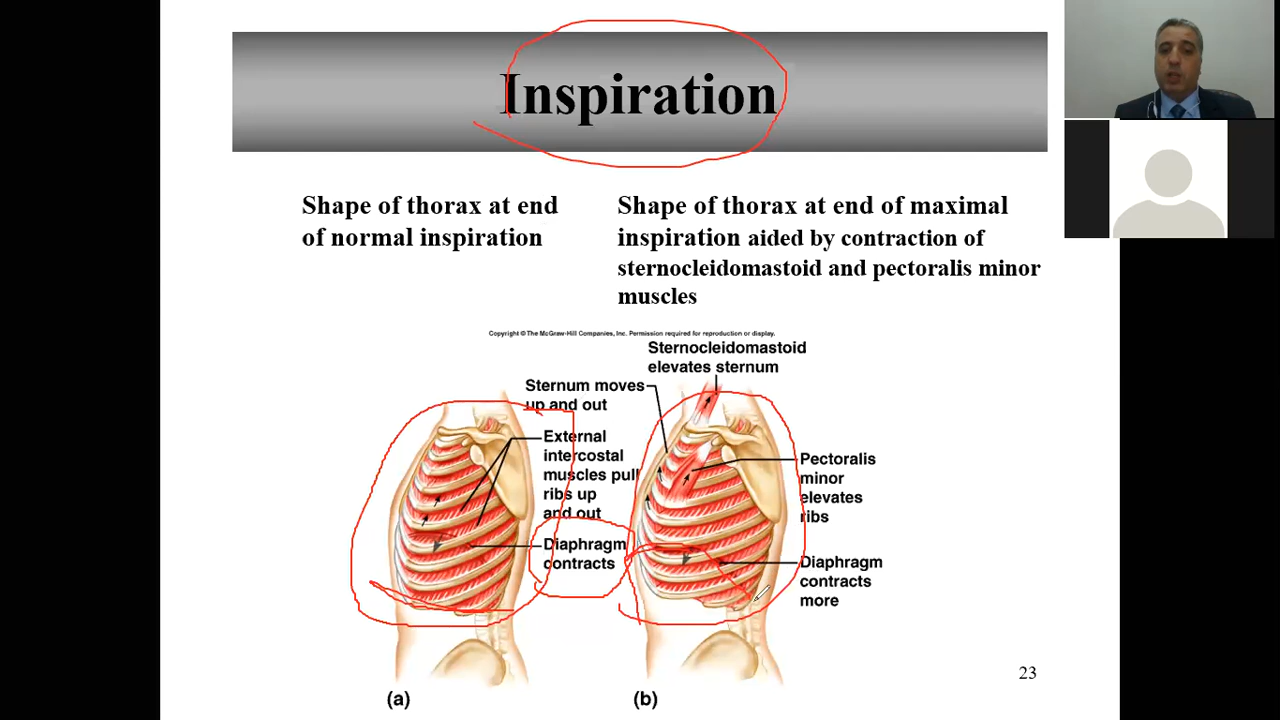 Inspiration
Shape of thorax at end
of normal inspiration
Shape of thorax at end of maximal
inspiration aided by contraction of
sternocleidomastoid and pectoralis minor
muscles
Copyright © The McGraw-Hill Companies, Inc. Permission required for reproduction or display.
Sternocleidomastoid
elevates sternum
Sternum moves
up and out
External
intercostal
muscles pull
ribs up
and out
Diaphragm
contracts
Pectoralis
minor
elevates
ribs
Diaphragm
contracts
more
(a)
(b)
23